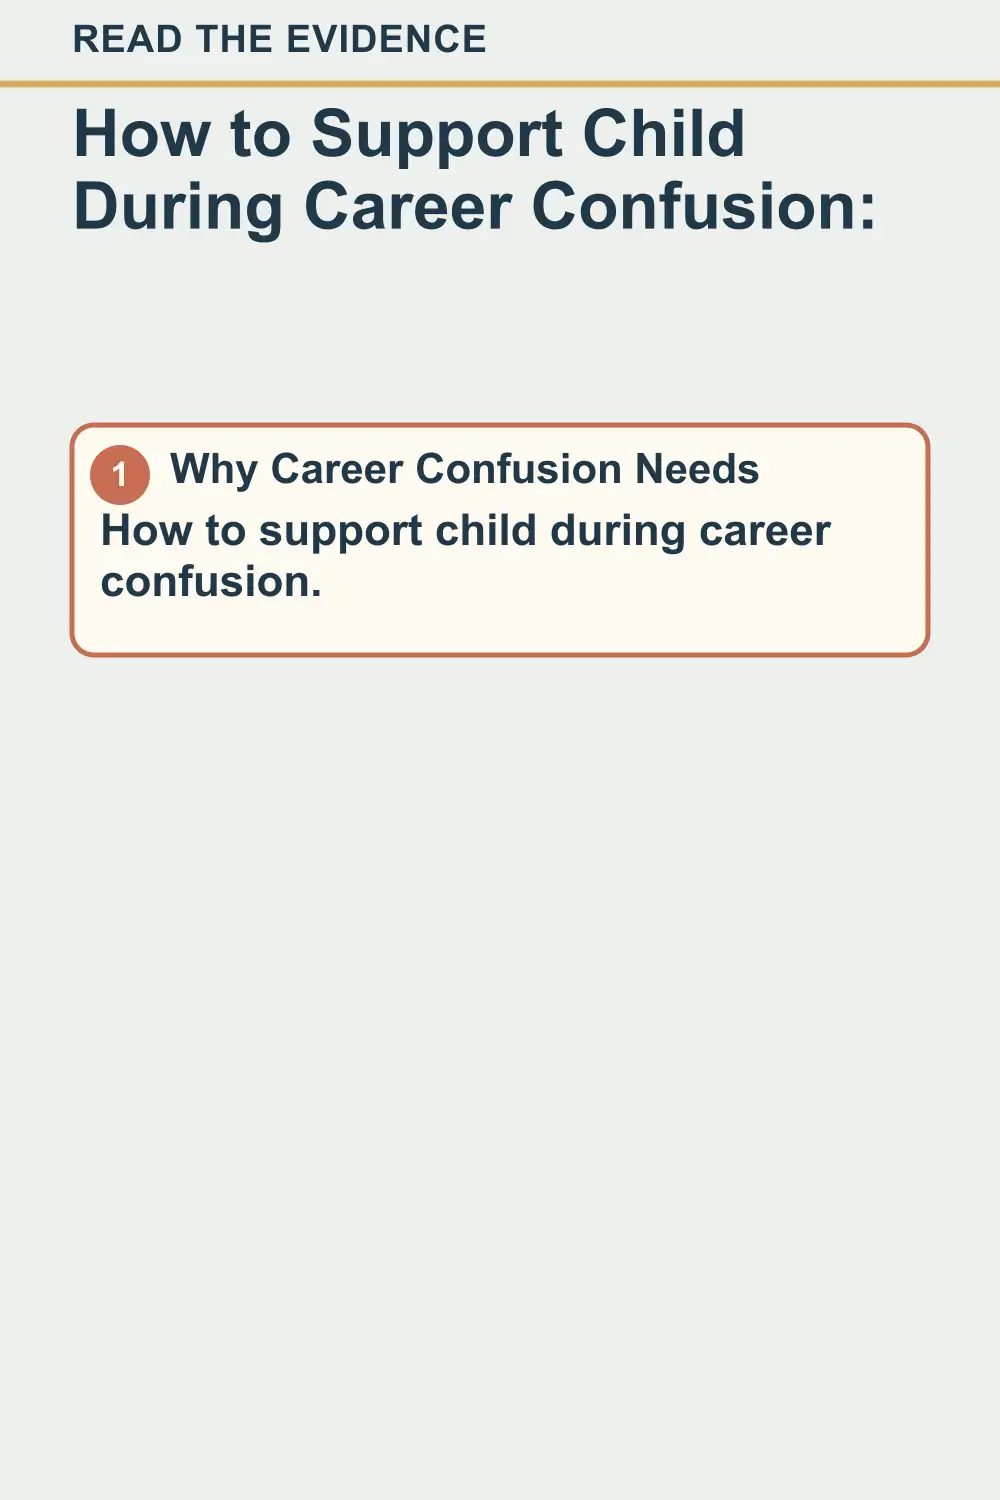 READ THE EVIDENCE
How to Support Child
During Career Confusion:
1 Why Career Confusion Needs
How to support child during career
confusion.